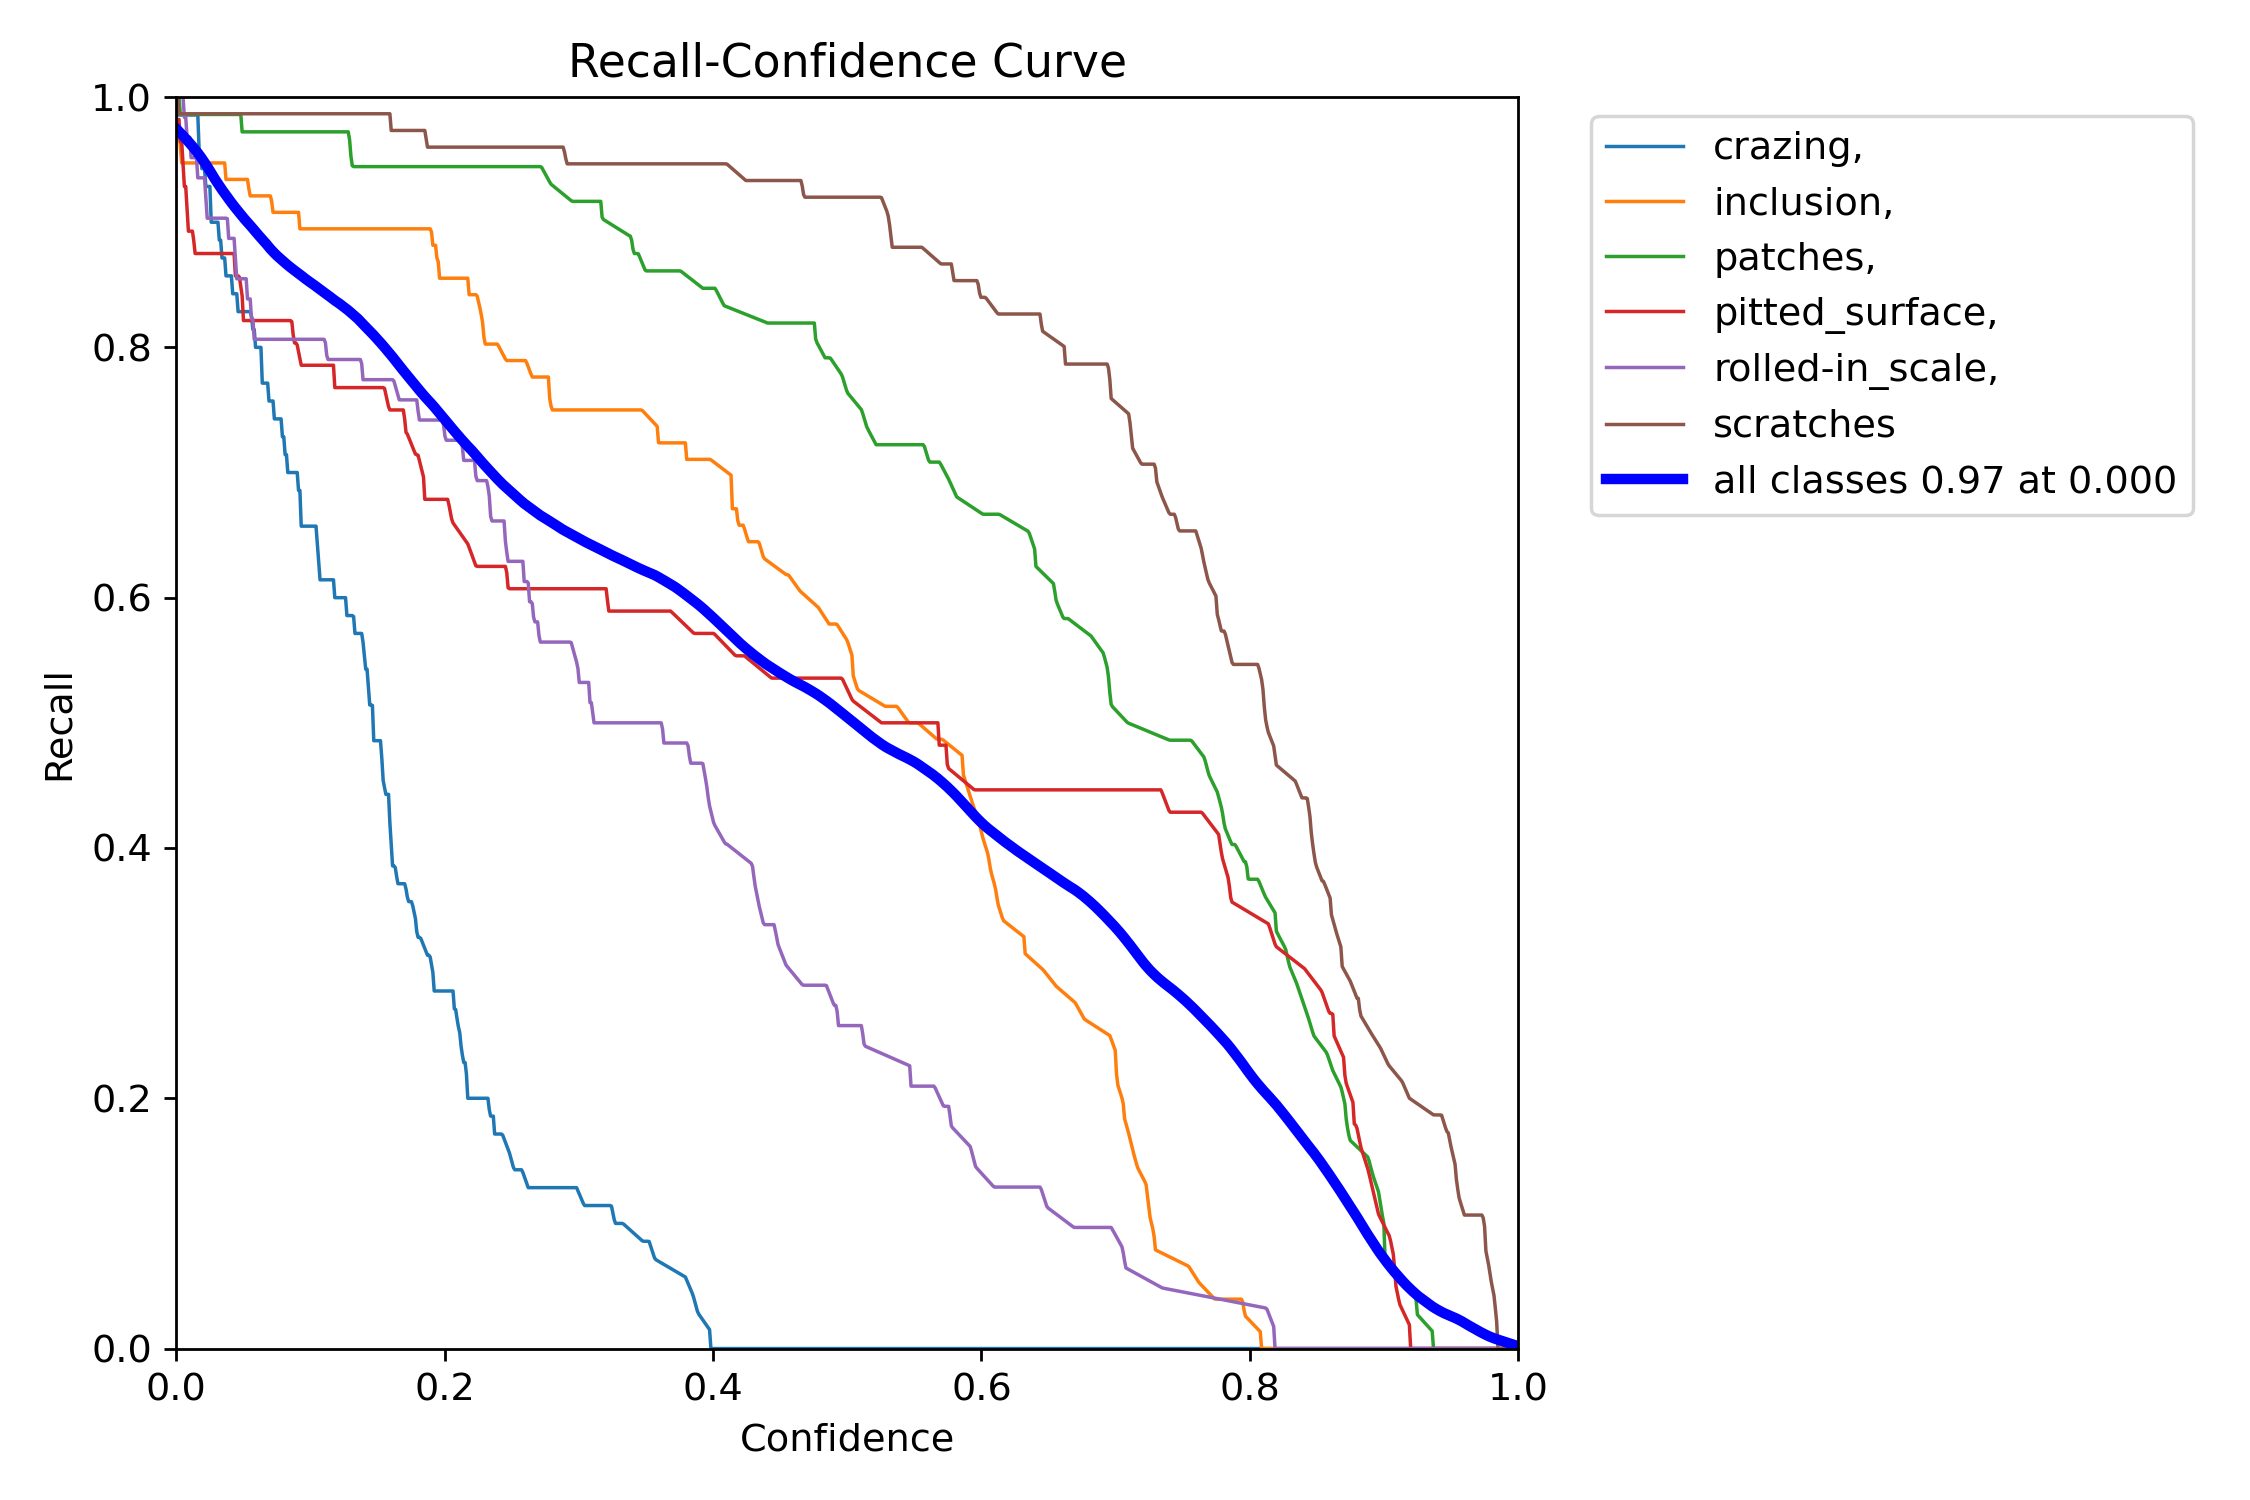 Recall-Confidence Curve
1.0
0.8
0.6
0.4
0.2
0.0
Recall
0.0 0.2 0.4 0.6 0.8 1.0
Confidence
crazing,
inclusion,
patches,
pitted_surface,
rolled-in_scale,
scratches
all classes 0.97 at 0.000